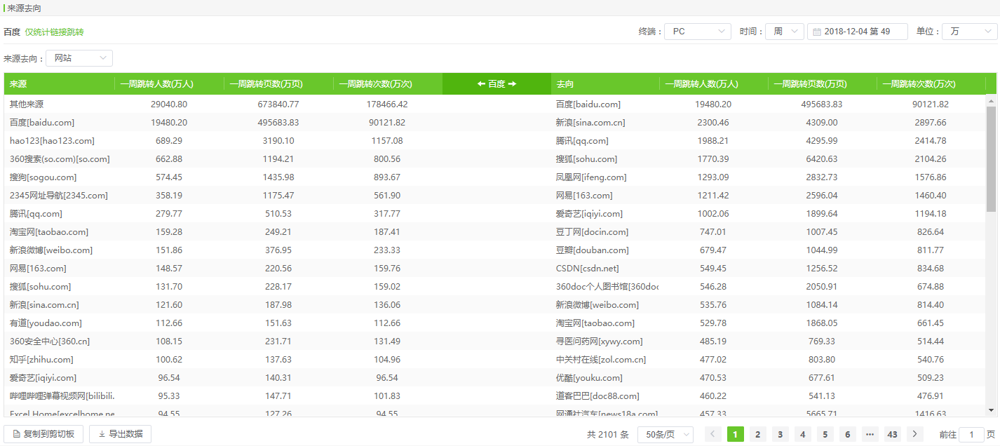 来源去向
百度 仅统计链接跳转 终端： PC 时间： 周 2018-12-04 第 49 单位： 万
来源去向： 网站
来源 一周跳转人数(万人) 一周跳转页数(万页) 一周跳转次数(万次) 百度 去向 一周跳转人数(万人) 一周跳转页数(万页) 一周跳转次数(万次)
其他来源 29040.80 673840.77 178466.42 百度[baidu.com] 19480.20 495683.83 90121.82
百度[baidu.com] 19480.20 495683.83 90121.82 新浪[sina.com.cn] 2300.46 4309.00 2897.66
hao123[hao123.com] 689.29 3190.10 1157.08 腾讯[qq.com] 1988.21 4295.99 2414.78
360搜索(so.com)[so.com] 662.88 1194.21 800.56 搜狐[sohu.com] 1770.39 6420.63 2104.26
搜狗[sogou.com] 574.45 1435.98 893.67 凤凰网[ifeng.com] 1293.09 2832.73 1576.86
2345网址导航[2345.com] 358.19 1175.47 561.90 网易[163.com] 1211.42 2596.04 1460.40
腾讯[qq.com] 279.77 510.53 317.77 爱奇艺[iqiyi.com] 1002.06 1899.64 1194.18
淘宝网[taobao.com] 159.28 249.21 187.41 豆丁网[docin.com] 747.01 1007.45 826.64
新浪微博[weibo.com] 151.86 376.95 233.33 豆瓣[douban.com] 679.47 1044.99 811.77
网易[163.com] 148.57 220.56 159.76 CSDN[csdn.net] 549.45 1256.52 834.68
搜狐[sohu.com] 131.70 228.17 159.02 360doc个人图书馆[360doc 546.28 2050.91 674.88
新浪[sina.com.cn] 121.60 187.98 136.06 新浪微博[weibo.com] 535.76 1084.14 814.40
有道[youdao.com] 112.66 151.63 112.66 淘宝网[taobao.com] 529.78 1868.05 661.45
360安全中心[360.cn] 108.15 231.71 131.49 寻医问药网[xywy.com] 485.19 769.33 514.44
知乎[zhihu.com] 100.62 137.63 104.96 中关村在线[zol.com.cn] 477.02 803.80 540.76
爱奇艺[iqiyi.com] 96.54 140.31 96.54 优酷[youku.com] 470.53 677.61 509.23
哔哩哔哩弹幕视频网[bilibili. 95.33 147.71 101.83 道客巴巴[doc88.com] 460.22 541.13 476.91
Excel Home[excelhome.ne 94.55 127.26 94.55 网通社汽车[news18a.com] 457.33 5665.71 1416.63
复制到剪切板 导出数据 共 2101 条 50条/页 1 2 3 4 5 6 ••• 43 前往 1 页